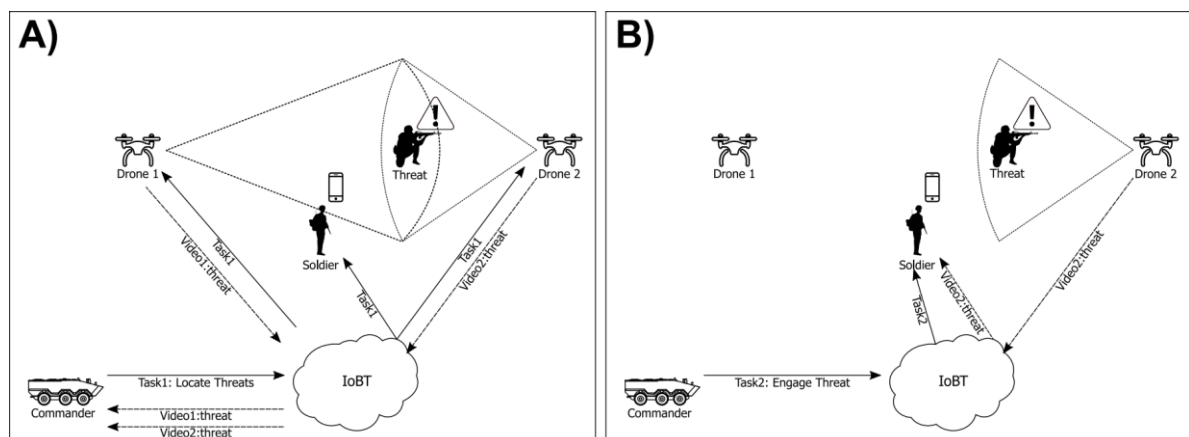 A)
!
Drone 1
Threat
Drone 2
Soldier
Task1
Video1:threat
Task1
Task1
Video2:threat
IoBT
Task1: Locate Threats
Commander
Video1:threat
Video2:threat
B)
!
Drone 1
Threat
Drone 2
Soldier
Video2:threat
Video2:threat
Task2
IoBT
Task2: Engage Threat
Commander